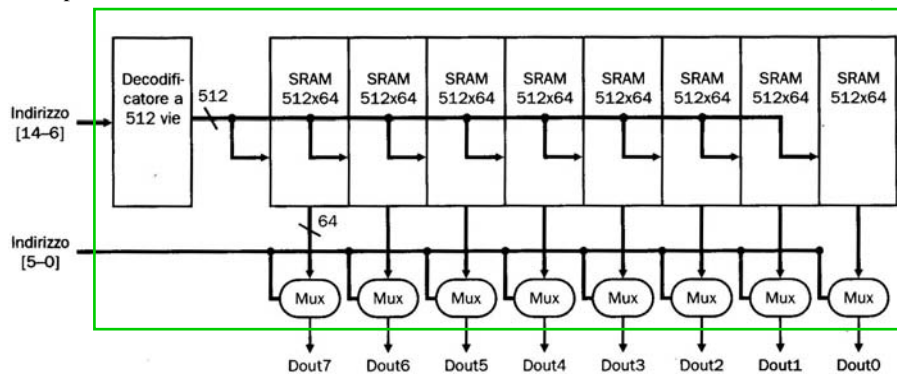 Decodifi-
catore a
512 vie
Indirizzo
[14–6]
512
SRAM
512x64
SRAM
512x64
SRAM
512x64
SRAM
512x64
SRAM
512x64
SRAM
512x64
SRAM
512x64
SRAM
512x64
64
Indirizzo
[5–0]
Mux
Mux
Mux
Mux
Mux
Mux
Mux
Mux
Dout7
Dout6
Dout5
Dout4
Dout3
Dout2
Dout1
Dout0